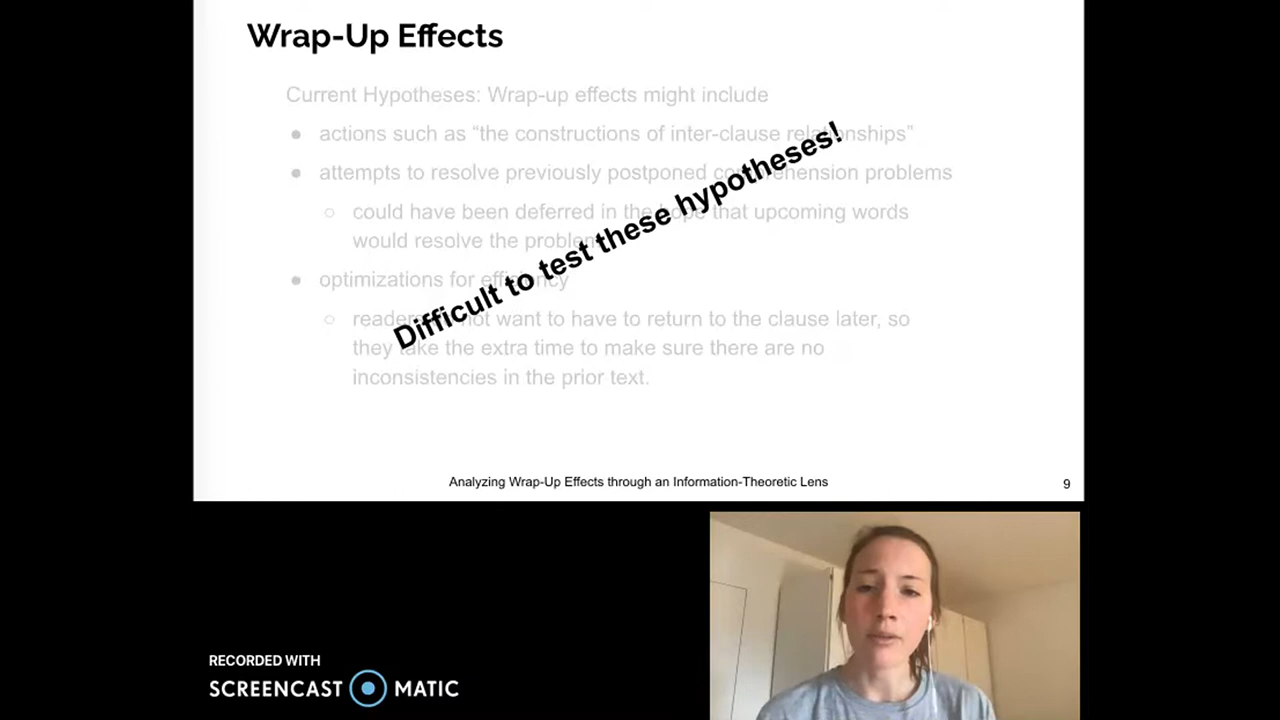 Wrap-Up Effects
Current Hypotheses: Wrap-up effects might include
● actions such as “the constructions of inter-clause relationships”
● attempts to resolve previously postponed comprehension problems
○ could have been deferred in the hope that upcoming words
would resolve the problem
● optimizations for efficiency
○ readers not want to have to return to the clause later, so
they take the extra time to make sure there are no
inconsistencies in the prior text.
Difficult to test these hypotheses!
Analyzing Wrap-Up Effects through an Information-Theoretic Lens
9
RECORDED WITH
SCREENCAST MATIC